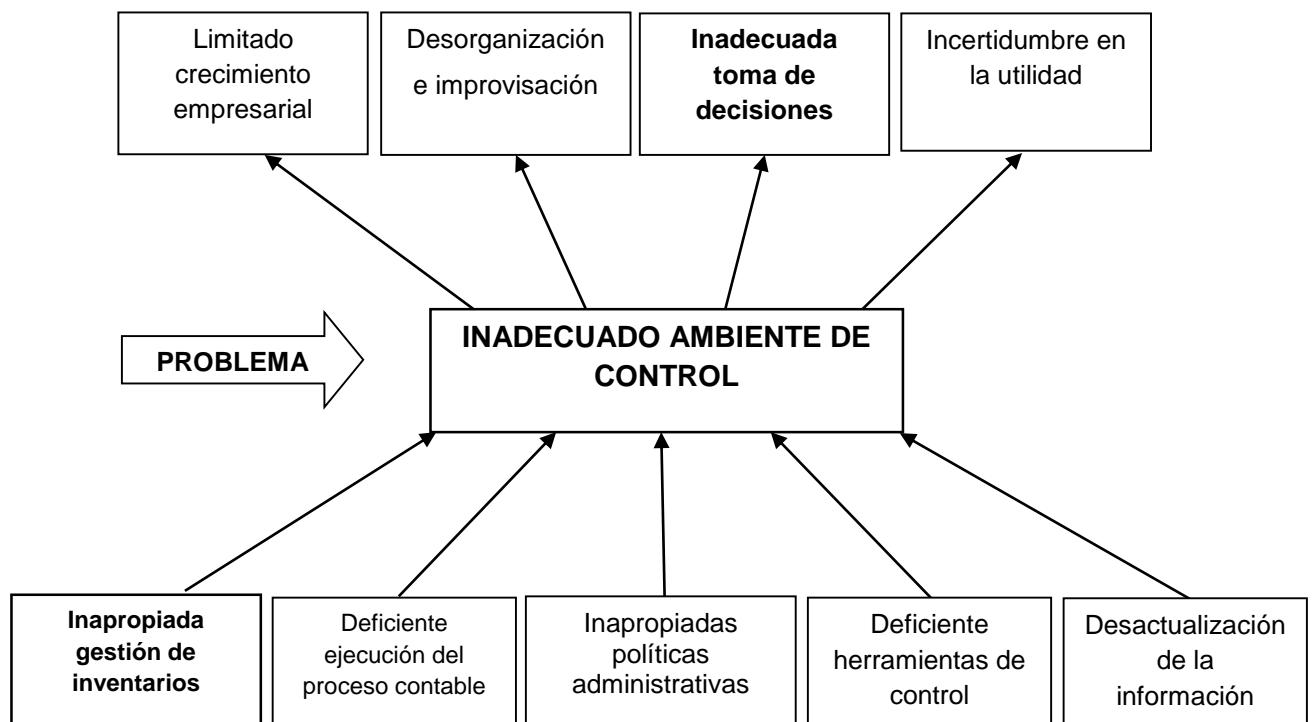 Limitado
crecimiento
empresarial
Desorganización
e improvisación
Inadecuada
toma de
decisiones
Incertidumbre en
la utilidad
PROBLEMA
INADECUADO AMBIENTE DE
CONTROL
Inapropiada
gestión de
inventarios
Deficiente
ejecución del
proceso contable
Inapropiadas
políticas
administrativas
Deficiente
herramientas de
control
Desactualización
de la
información